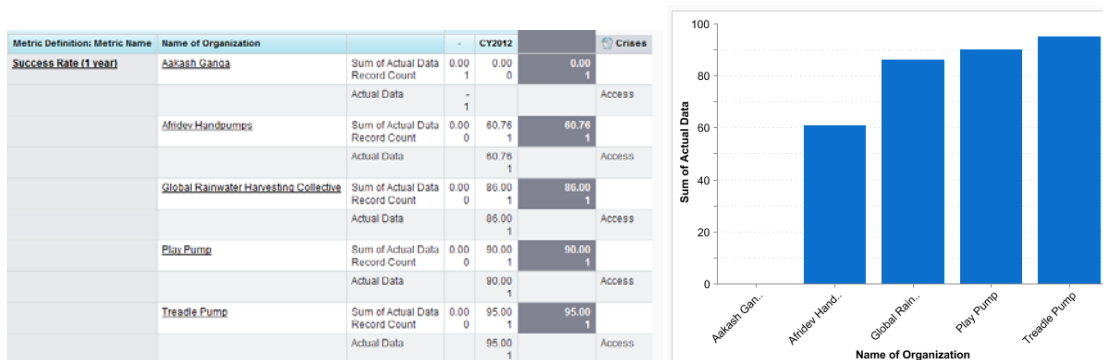 Metric Definition: Metric Name Name of Organization - CY2012 Crises
Success Rate (1 year) Aakash Ganga Sum of Actual Data 0.00 0.00 0.00
Record Count 1 0 1
Actual Data - Access
1
Afridev Handpumps Sum of Actual Data 0.00 60.76 60.76
Record Count 0 1 1
Actual Data 60.76 Access
1
Global Rainwater Harvesting Collective Sum of Actual Data 0.00 86.00 86.00
Record Count 0 1 1
Actual Data 86.00 Access
1
Play Pump Sum of Actual Data 0.00 90.00 90.00
Record Count 0 1 1
Actual Data 90.00 Access
1
Treadle Pump Sum of Actual Data 0.00 95.00 95.00
Record Count 0 1 1
Actual Data 95.00 Access
1
Sum of Actual Data
100
80
60
40
20
0
Aakash Gan..
Afridev Hand..
Global Rain..
Play Pump
Treadle Pump
Name of Organization